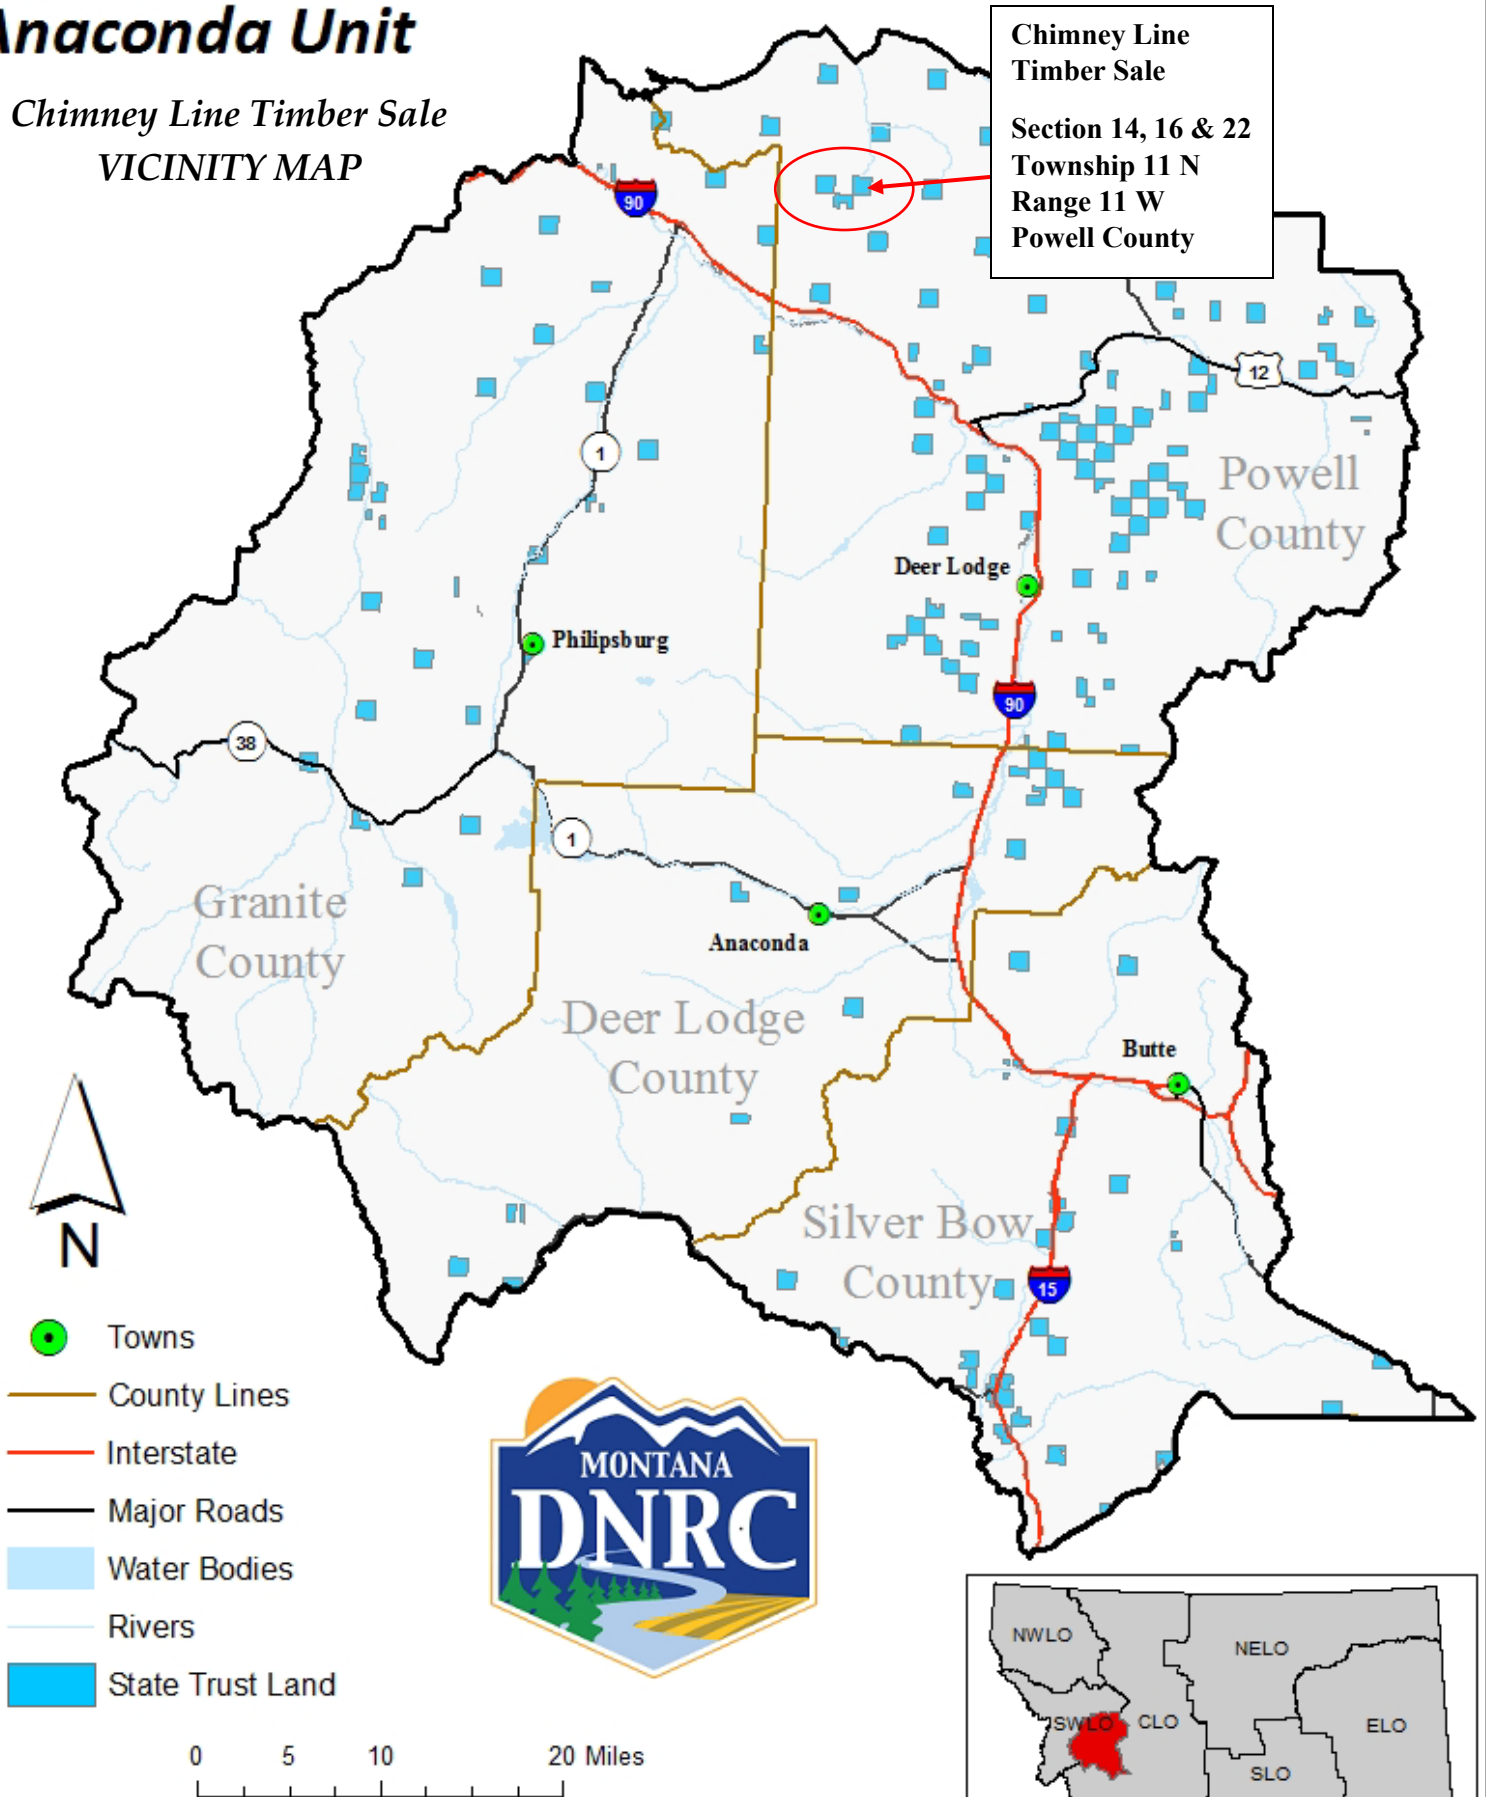 Anaconda Unit
Chimney Line Timber Sale
VICINITY MAP
Chimney Line
Timber Sale
Section 14, 16 & 22
Township 11 N
Range 11 W
Powell County
90
12
1
Powell
County
Deer Lodge
Philipsburg
90
38
1
Granite
County
Anaconda
Deer Lodge
County
Butte
Silver Bow
County
15
N
Towns
County Lines
Interstate
Major Roads
Water Bodies
Rivers
State Trust Land
0 5 10 20 Miles
MONTANA
DNRC
NWLO
NELO
SWLO
CLO
ELO
SLO